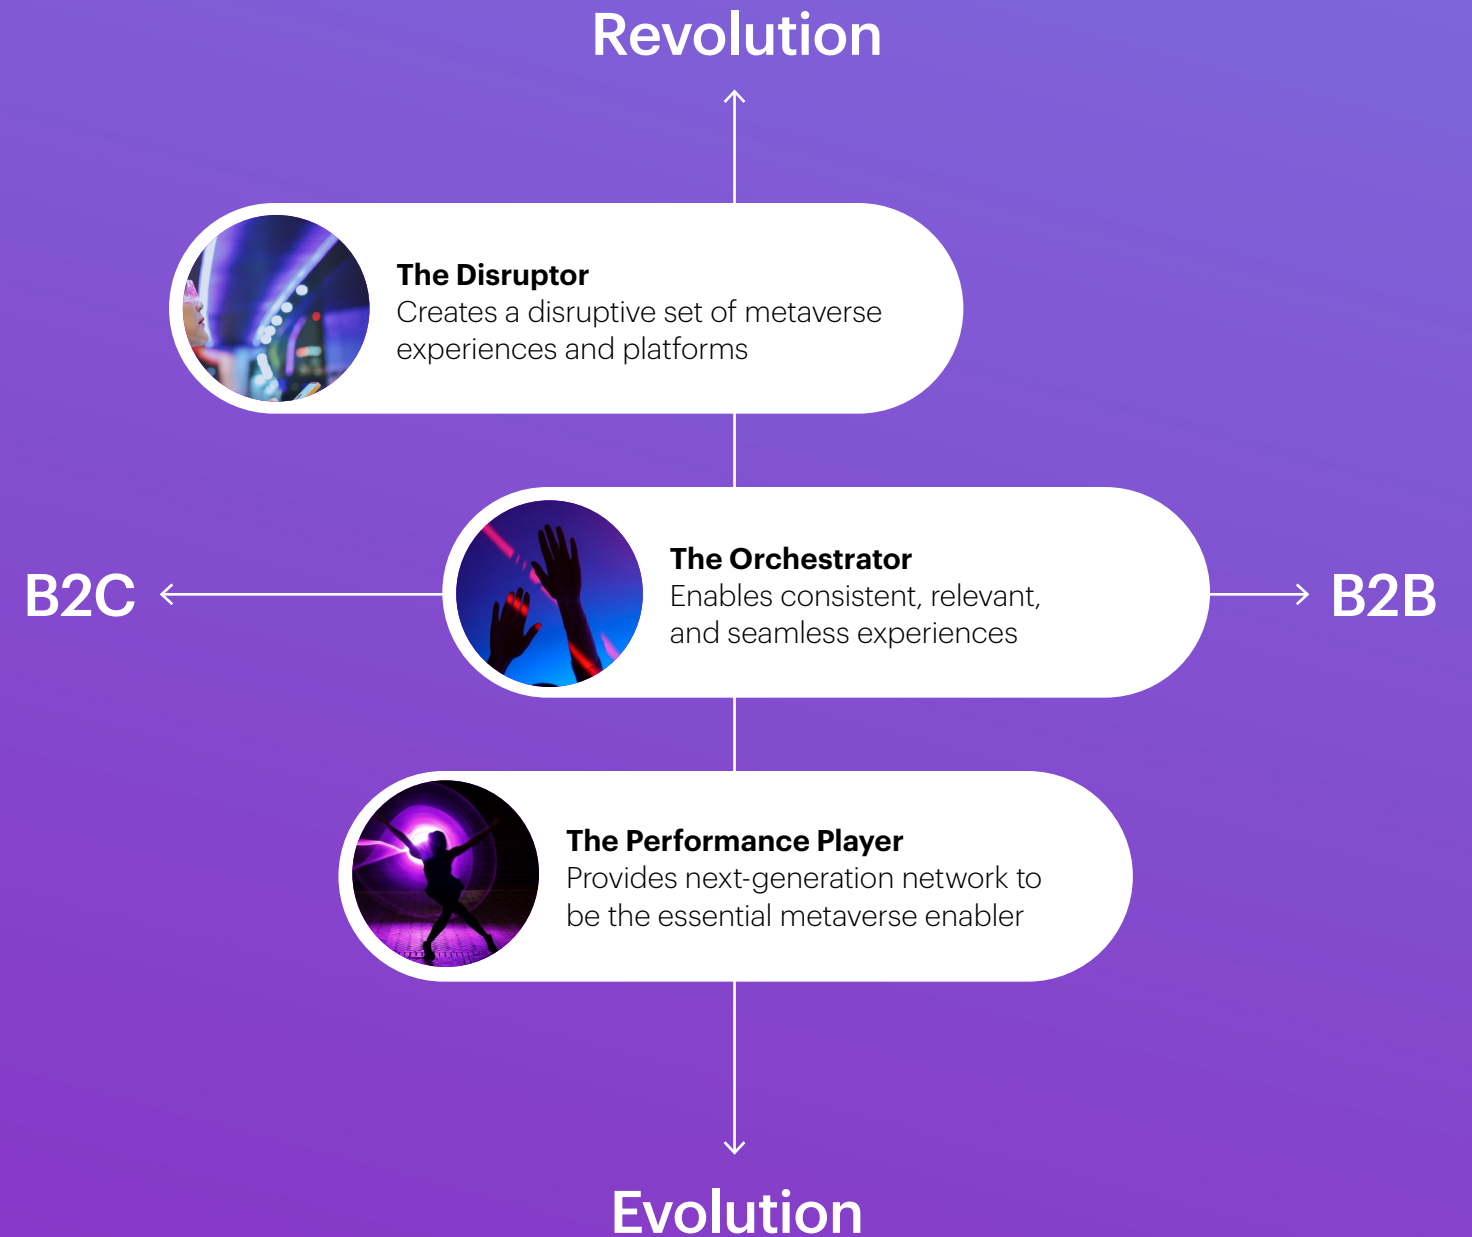 Revolution
The Disruptor
Creates a disruptive set of metaverse
experiences and platforms
B2C
The Orchestrator
Enables consistent, relevant,
and seamless experiences
B2B
The Performance Player
Provides next-generation network to
be the essential metaverse enabler
Evolution